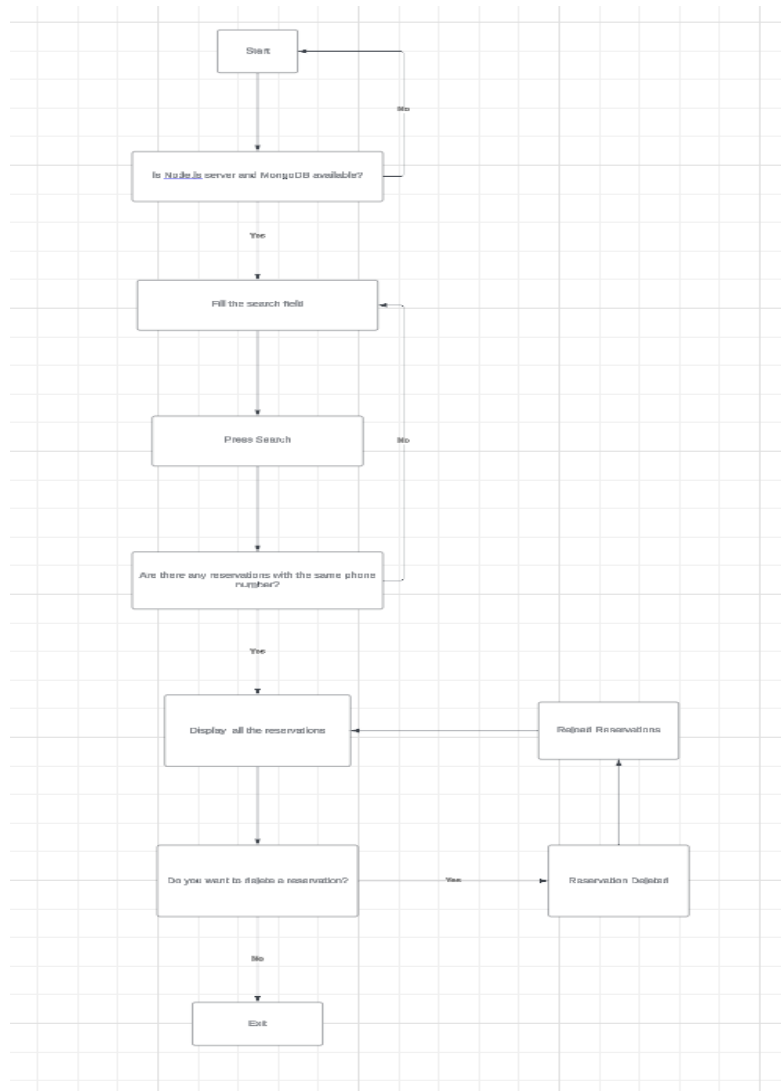 Start
No
Is Node.js server and MongoDB available?
Yes
Fill the search field
Press Search
No
Are there any reservations with the same phone
number?
Yes
Display all the reservations
Reservations
Do you want to delete a reservation?
Yes
Reservation Deleted
No
Exit